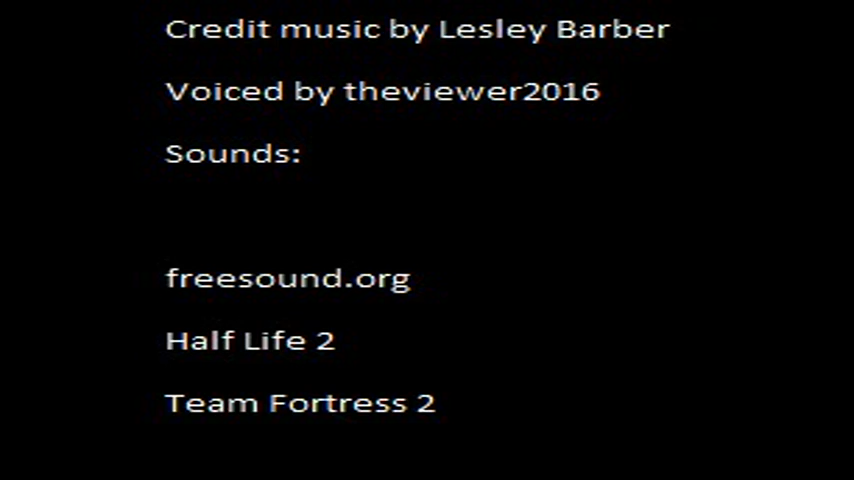 Credit music by Lesley Barber
Voiced by theviewer2016
Sounds:
freesound.org
Half Life 2
Team Fortress 2